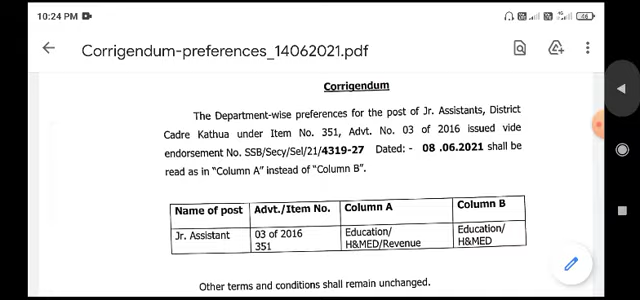 10:24 PM
46
Corrigendum-preferences_14062021.pdf
Corrigendum
The Department-wise preferences for the post of Jr. Assistants, District
Cadre Kathua under Item No. 351, Advt. No. 03 of 2016 issued vide
endorsement No. SSB/Secy/Sel/21/4319-27 Dated: - 08 .06.2021 shall be
read as in "Column A" instead of "Column B".
Name of post Advt./Item No. Column A Column B
Jr. Assistant 03 of 2016 Education/ Education/
351 H&MED/Revenue H&MED
Other terms and conditions shall remain unchanged.